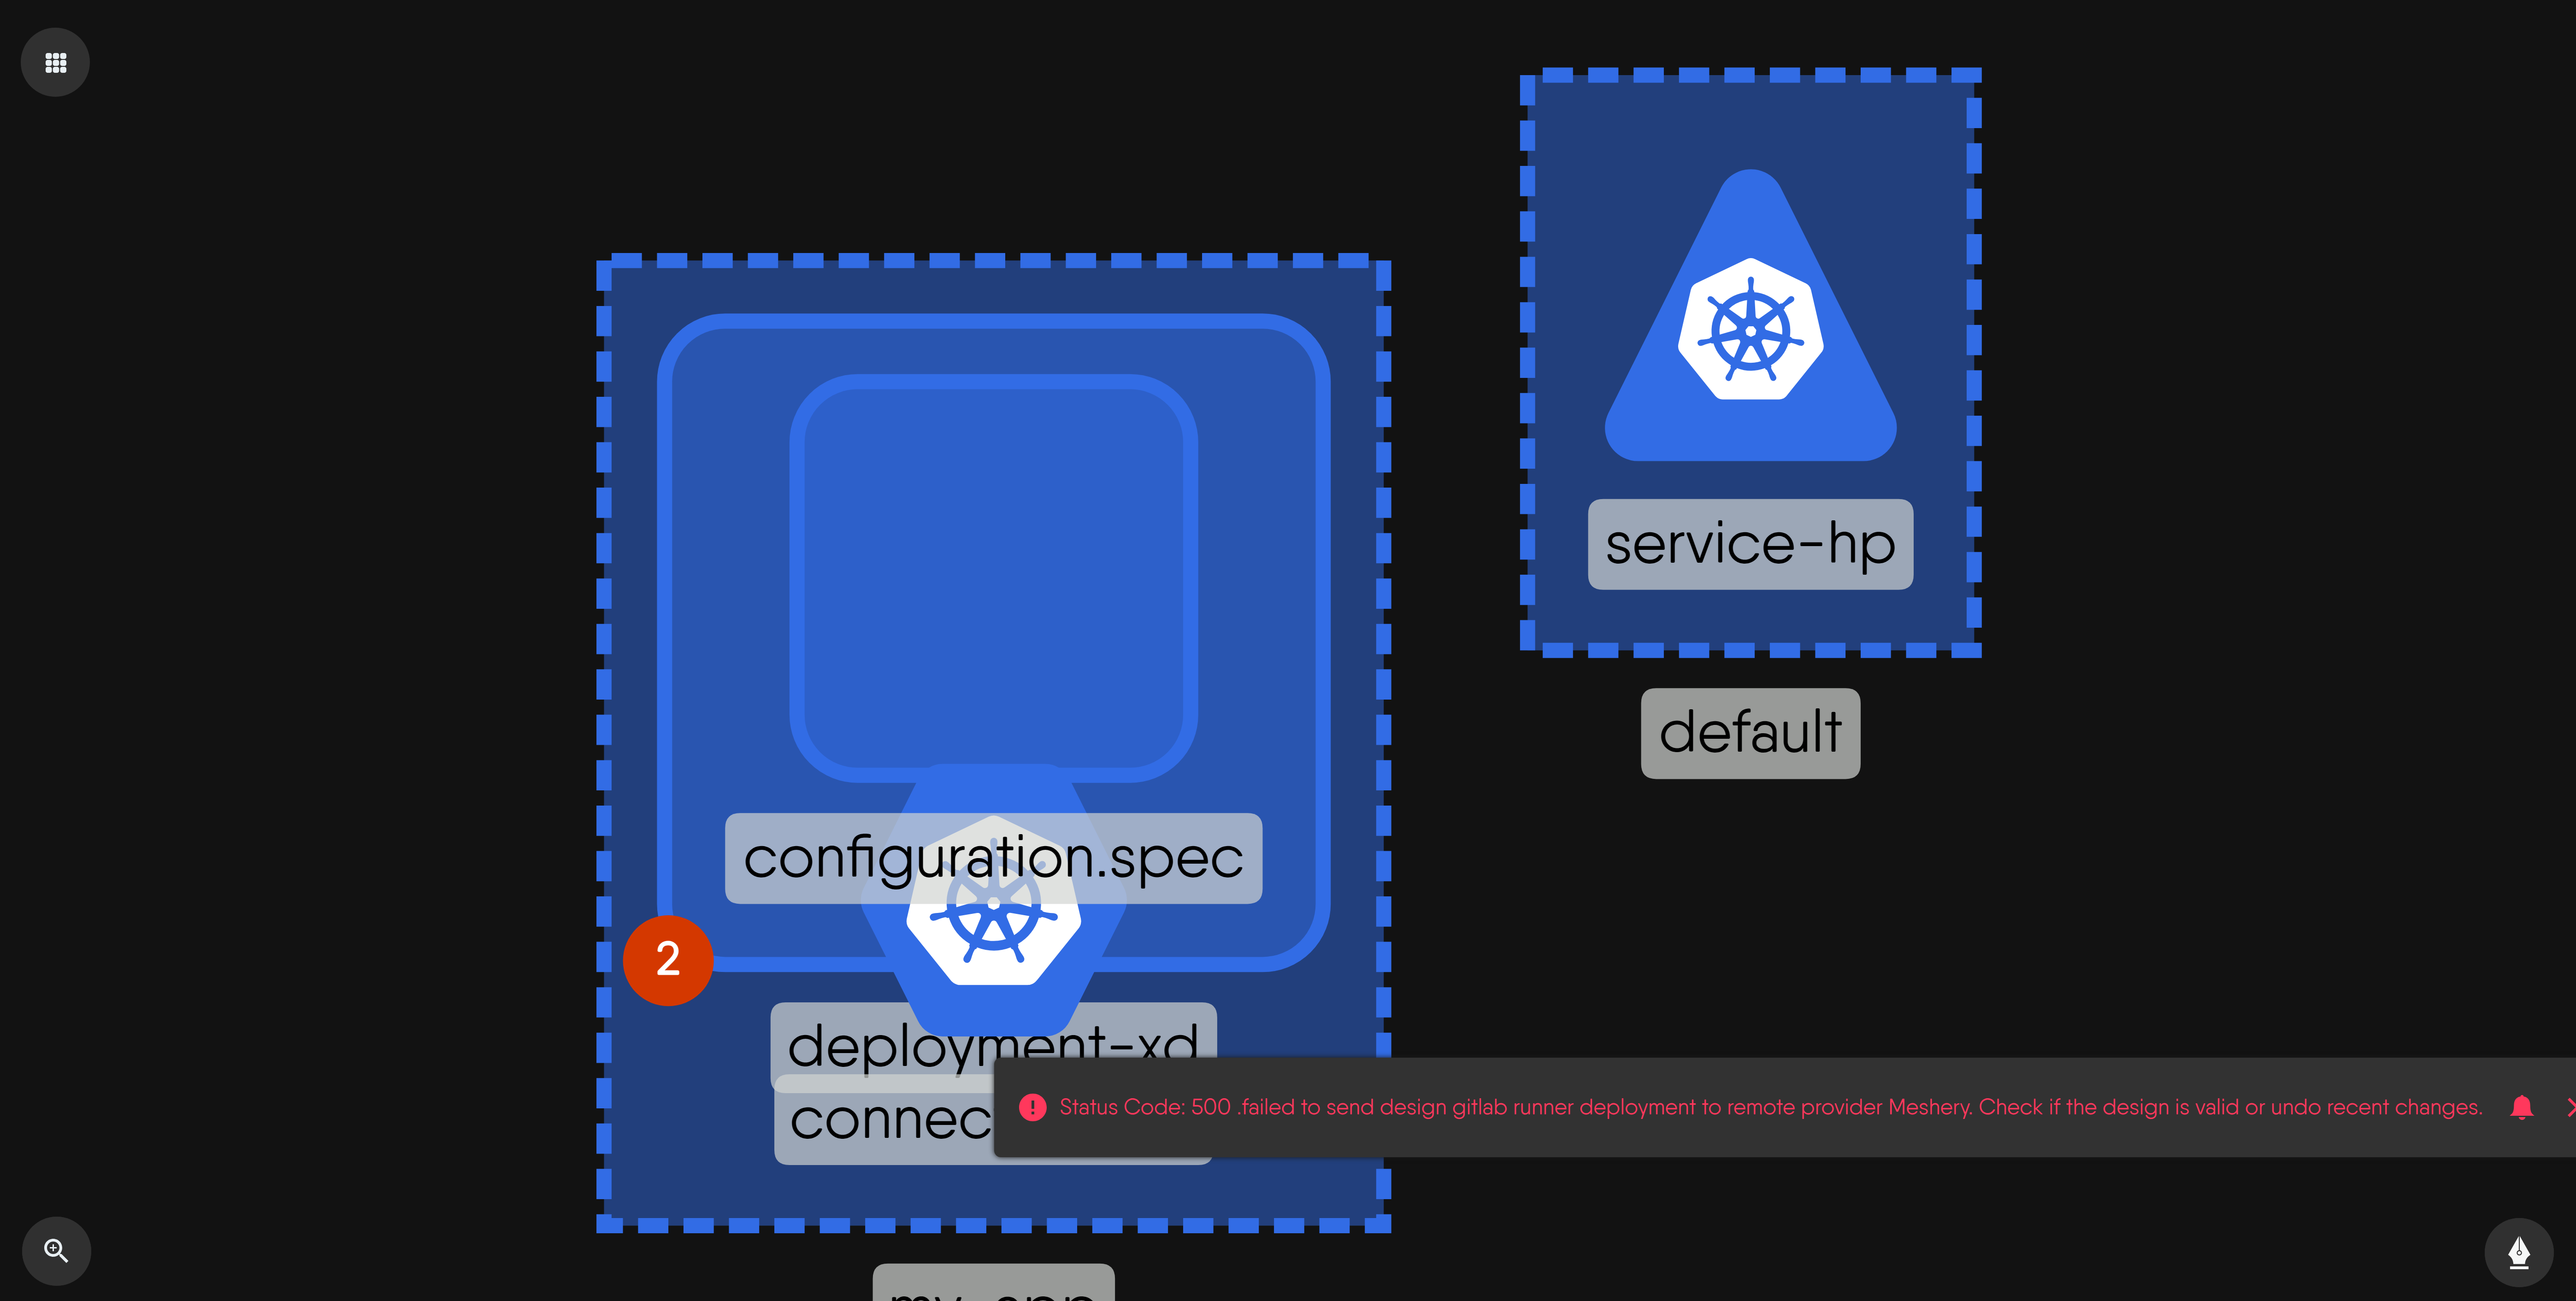 service-hp
default
configuration.spec
2
deployment-xd
connec
Status Code: 500 .failed to send design gitlab runner deployment to remote provider Meshery. Check if the design is valid or undo recent changes.